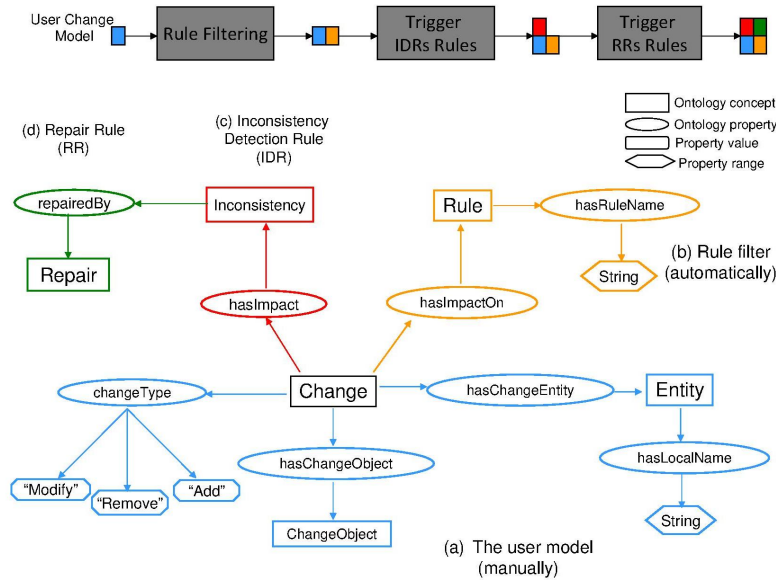 User Change
Model
Rule Filtering
Trigger
IDRs Rules
Trigger
RRs Rules
Ontology concept
Ontology property
Property value
Property range
(d) Repair Rule
(RR)
(c) Inconsistency
Detection Rule
(IDR)
repairedBy
Inconsistency
Rule
hasRuleName
Repair
(b) Rule filter
(automatically)
String
hasImpact
hasImpactOn
changeType
Change
hasChangeEntity
Entity
hasChangeObject
hasLocalName
"Modify"
"Remove"
"Add"
ChangeObject
String
(a) The user model
(manually)